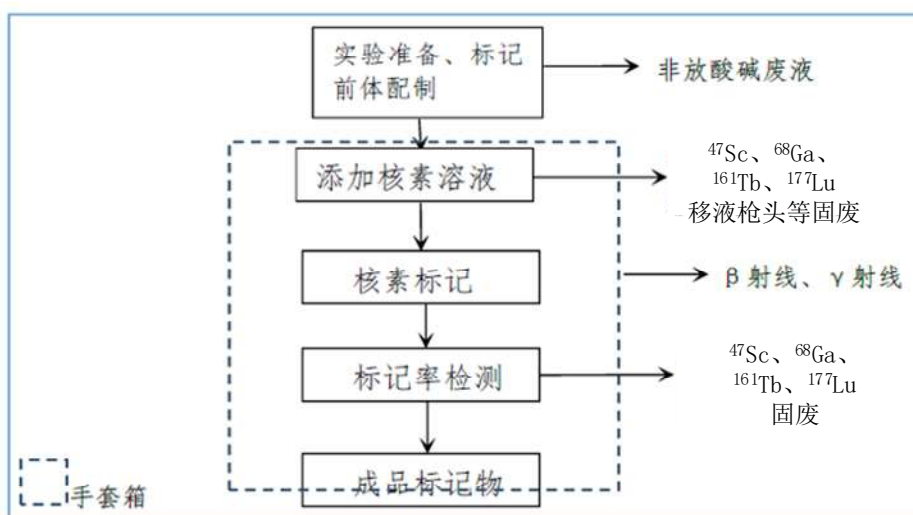 实验准备、标记
前体配制
非放酸碱废液
添加核素溶液
⁴⁷Sc、⁶⁸Ga、
¹⁶¹Tb、¹⁷⁷Lu
移液枪头等固废
核素标记
β射线、γ射线
标记率检测
⁴⁷Sc、⁶⁸Ga、
¹⁶¹Tb、¹⁷⁷Lu
固废
成品标记物
手套箱